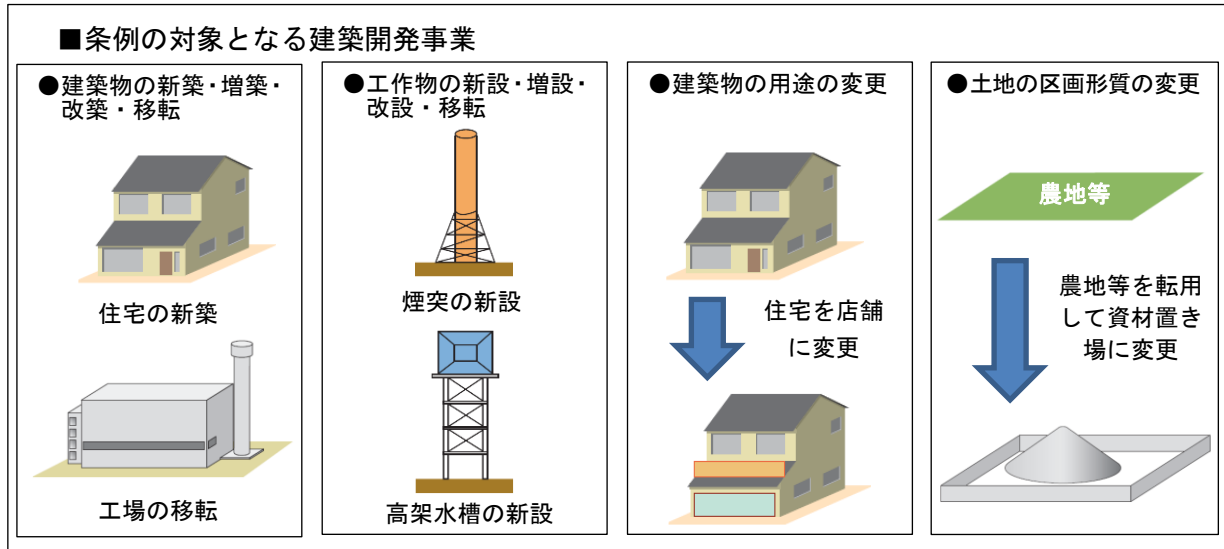 ■条例の対象となる建築開発事業
●建築物の新築・増築・
改築・移転
住宅の新築
工場の移転
●工作物の新設・増設・
改設・移転
煙突の新設
高架水槽の新設
●建築物の用途の変更
住宅を店舗
に変更
●土地の区画形質の変更
農地等
農地等を転用
して資材置き
場に変更